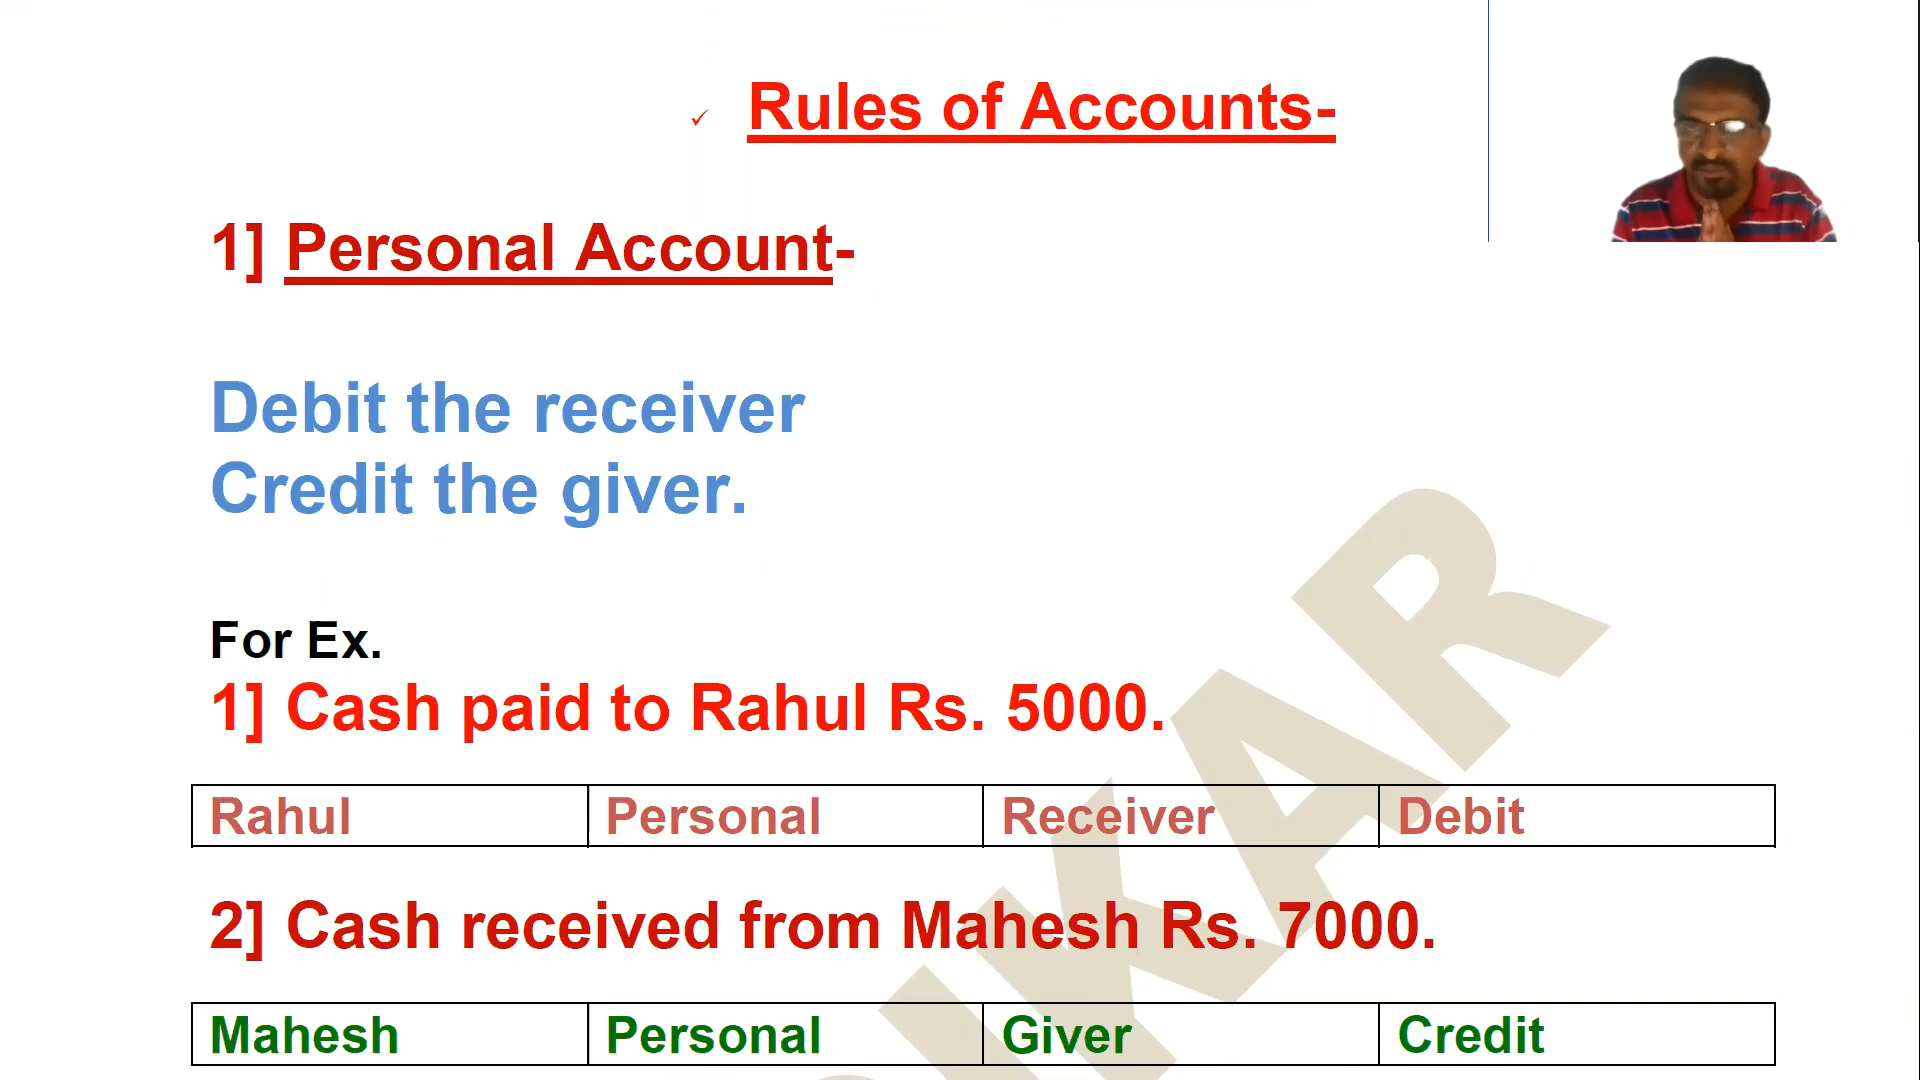 ✓ Rules of Accounts-
1] Personal Account-
Debit the receiver
Credit the giver.
For Ex.
1] Cash paid to Rahul Rs. 5000.
Rahul Personal Receiver Debit
2] Cash received from Mahesh Rs. 7000.
Mahesh Personal Giver Credit